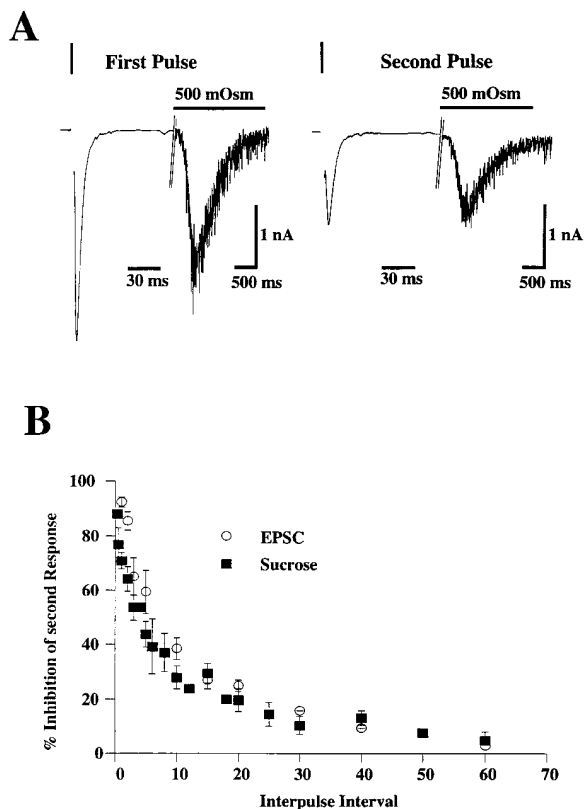 A
First Pulse
Second Pulse
500 mOsm
500 mOsm
1 nA
1 nA
30 ms
500 ms
30 ms
500 ms
B
% Inhibition of second Response
100
80
60
40
20
0
EPSC
Sucrose
0 10 20 30 40 50 60 70
Interpulse Interval